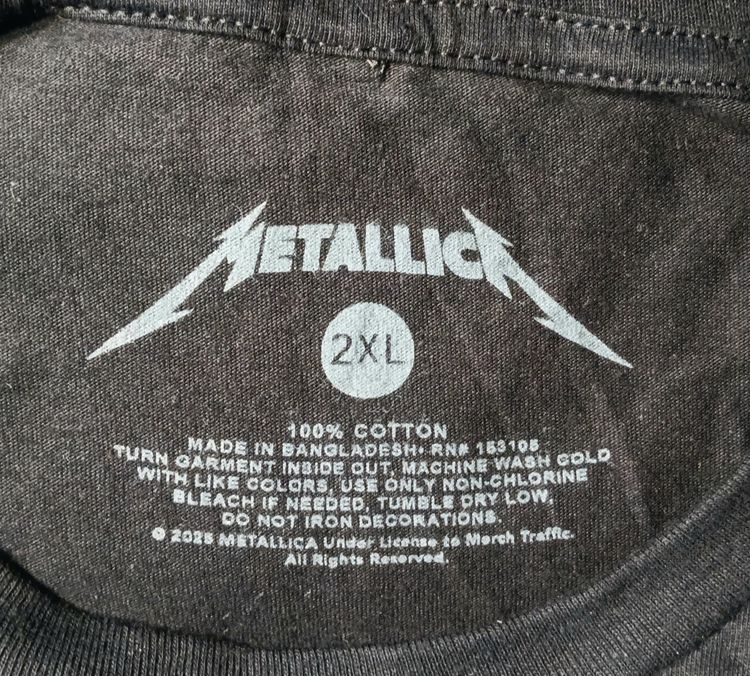 METALLICA
2XL
100% COTTON
MADE IN BANGLADESH• RN# 153105
TURN GARMENT INSIDE OUT, MACHINE WASH COLD
WITH LIKE COLORS, USE ONLY NON-CHLORINE
BLEACH IF NEEDED, TUMBLE DRY LOW,
DO NOT IRON DECORATIONS.
© 2025 METALLICA Under License to Merch Traffic.
All Rights Reserved.